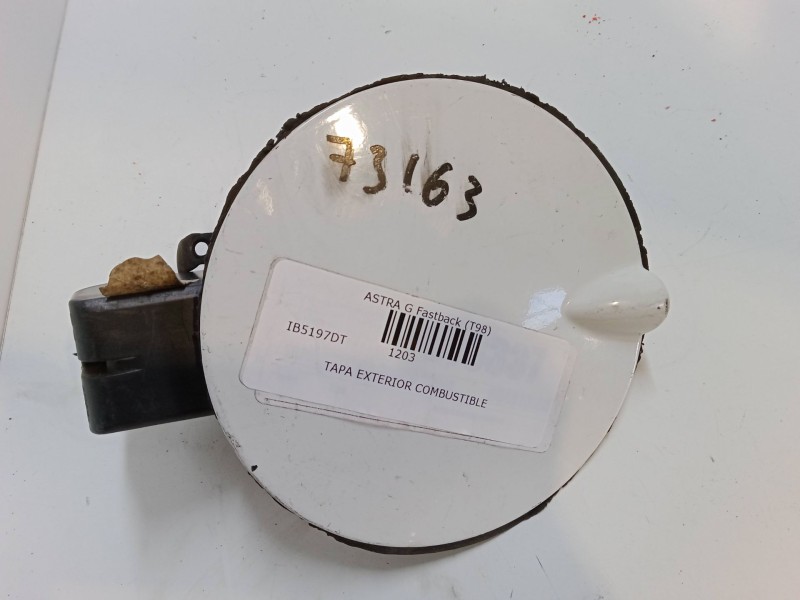 73163
ASTRA G Fastback (T98)
IB5197DT
1203
TAPA EXTERIOR COMBUSTIBLE